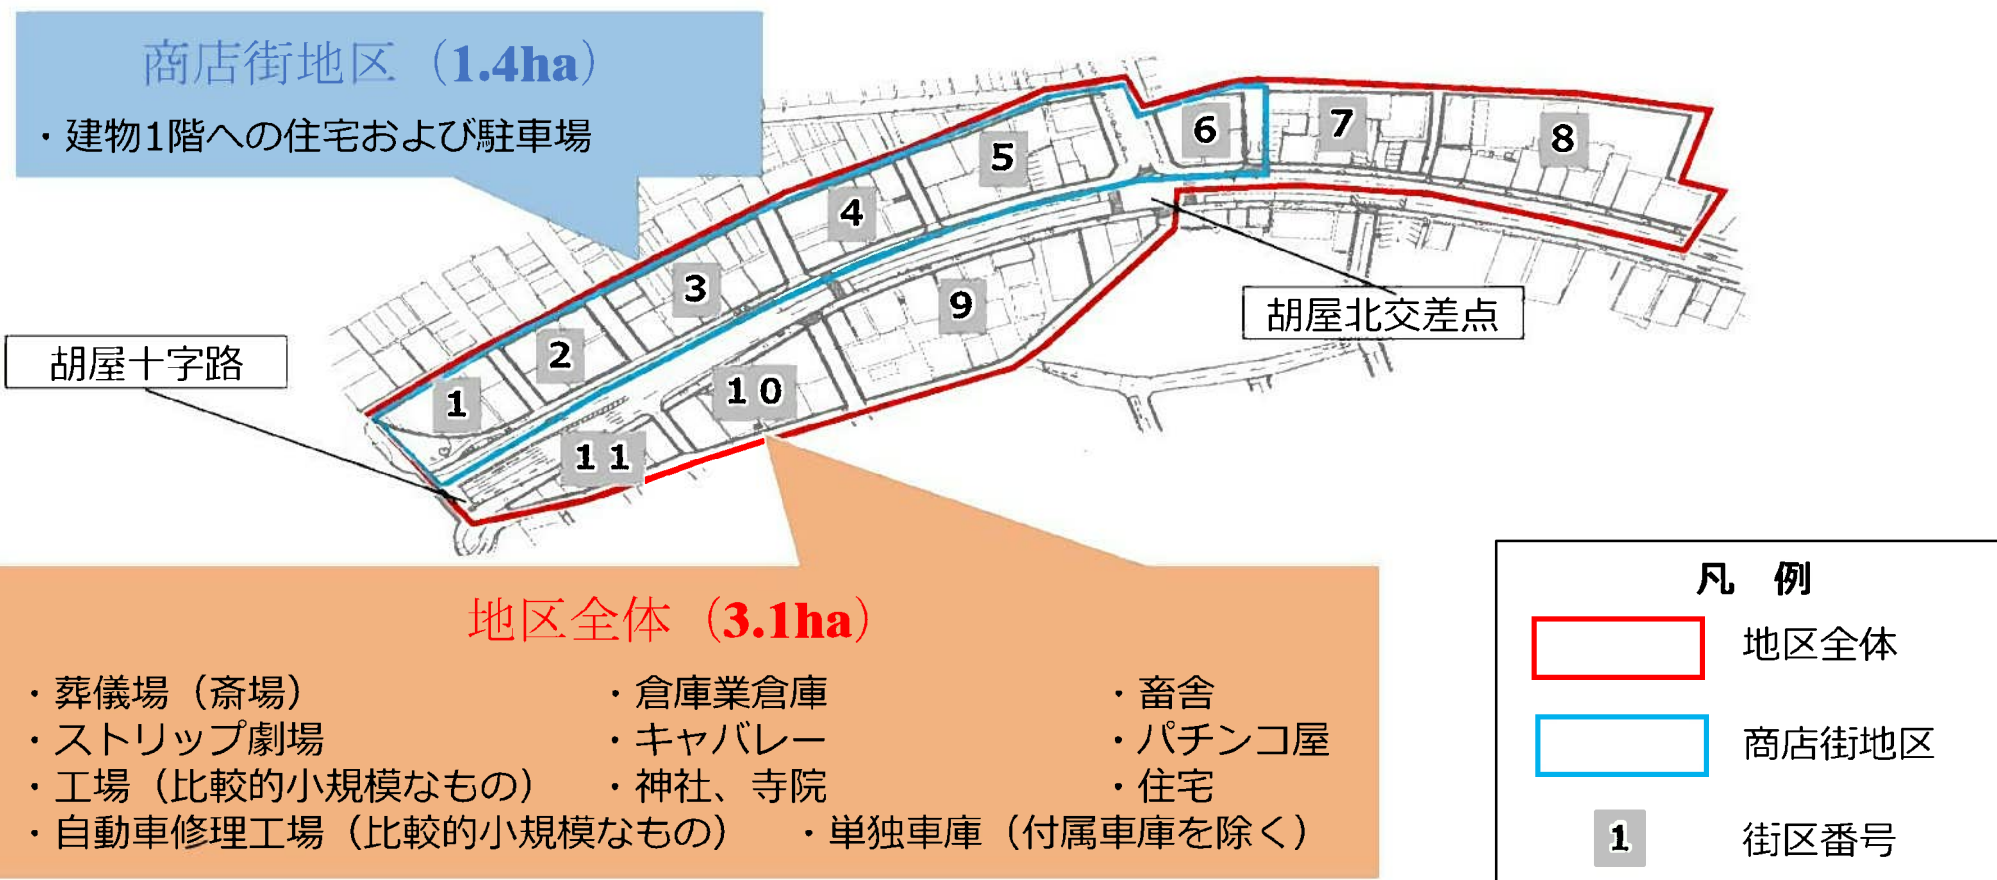 商店街地区（1.4ha）
・建物1階への住宅および駐車場
胡屋十字路
胡屋北交差点
1
2
3
4
5
6
7
8
9
10
11
地区全体（3.1ha）
・葬儀場（斎場）　・倉庫業倉庫　・畜舎
・ストリップ劇場　・キャバレー　・パチンコ屋
・工場（比較的小規模なもの）　・神社、寺院　・住宅
・自動車修理工場（比較的小規模なもの）　・単独車庫（付属車庫を除く）
凡　例
地区全体
商店街地区
1 街区番号